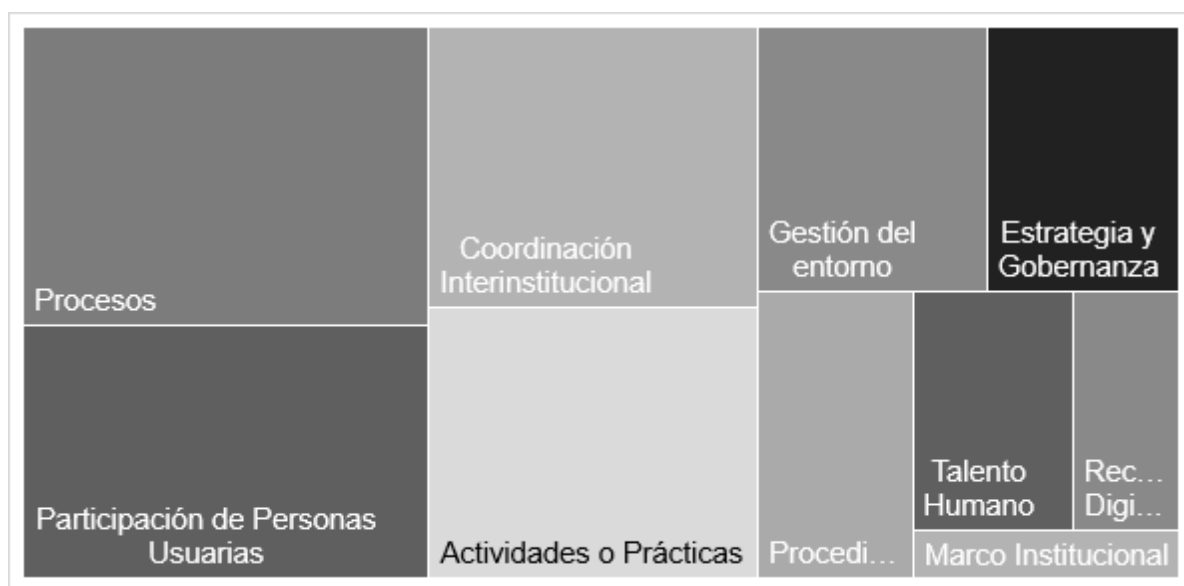 Procesos
Participación de Personas
Usuarias
Coordinación
Interinstitucional
Actividades o Prácticas
Gestión del
entorno
Estrategia y
Gobernanza
Procedi...
Talento
Humano
Rec...
Digi...
Marco Institucional